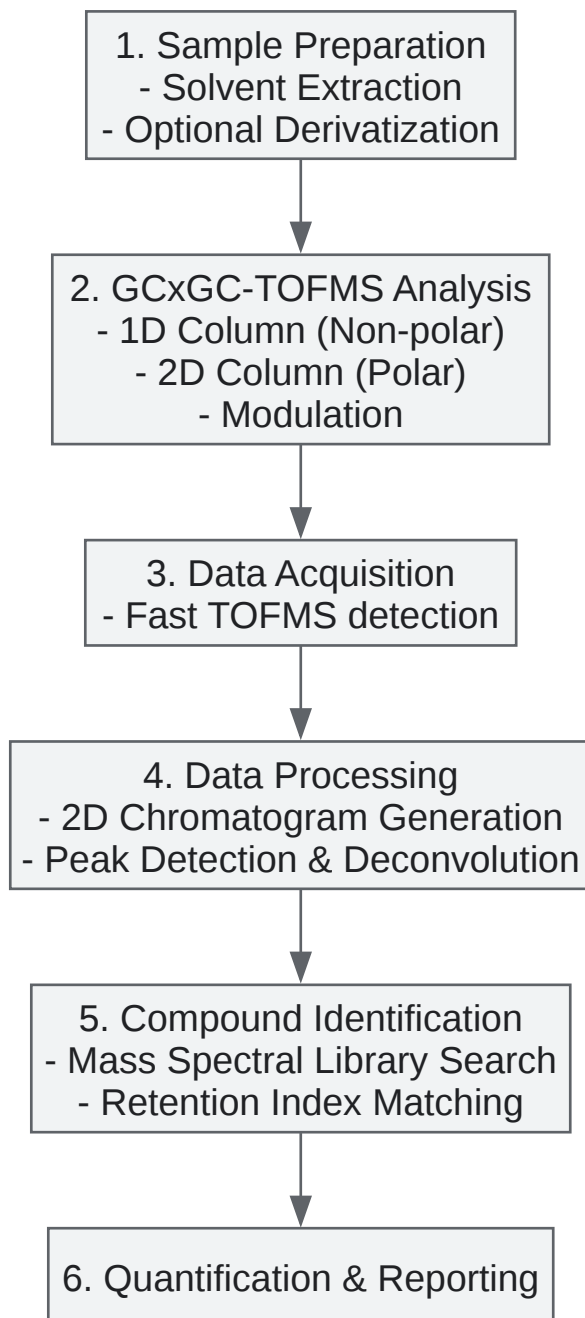 1. Sample Preparation
- Solvent Extraction
- Optional Derivatization
2. GCxGC-TOFMS Analysis
- 1D Column (Non-polar)
- 2D Column (Polar)
- Modulation
3. Data Acquisition
- Fast TOFMS detection
4. Data Processing
- 2D Chromatogram Generation
- Peak Detection & Deconvolution
5. Compound Identification
- Mass Spectral Library Search
- Retention Index Matching
6. Quantification & Reporting